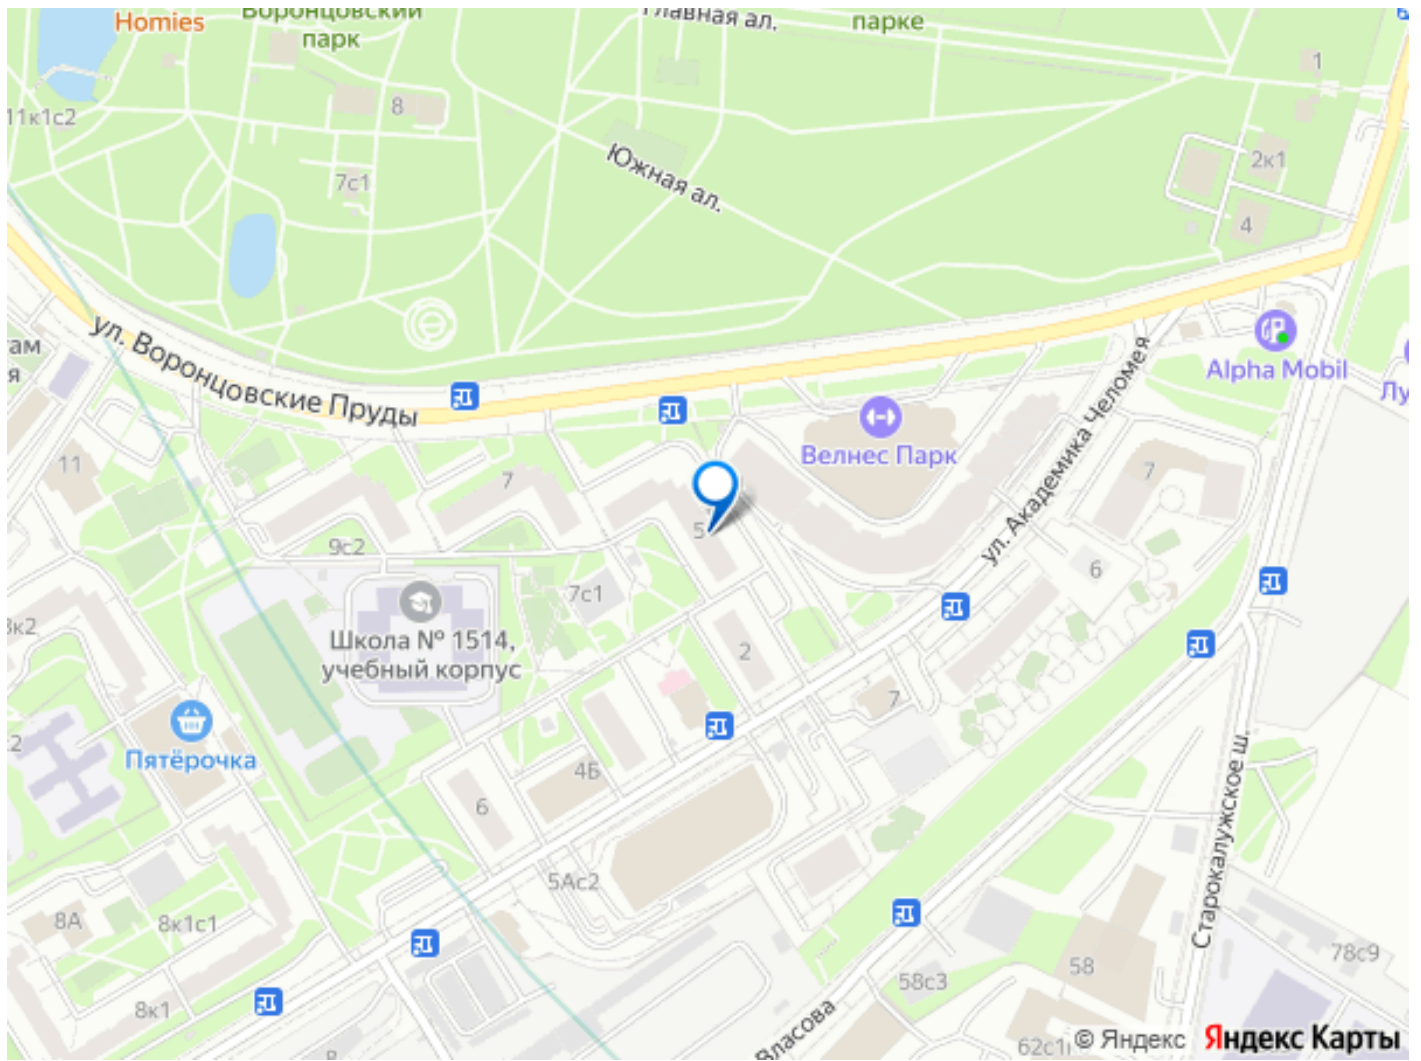 Homies
Воронцовский
парк
Главная ал.
парке
1
11к1с2
8
Южная ал.
2к1
7с1
4
ул. Воронцовские Пруды
Alpha Mobil
Велнес Парк
ул. Академика Челомея
11
7
7
5
9с2
6
7с1
Школа № 1514,
учебный корпус
2
7
Пятёрочка
4Б
6
Старокалужское ш.
5Ас2
8А
8к1с1
78с9
58
58с3
8к1
Власова
© Яндекс
Яндекс Карты